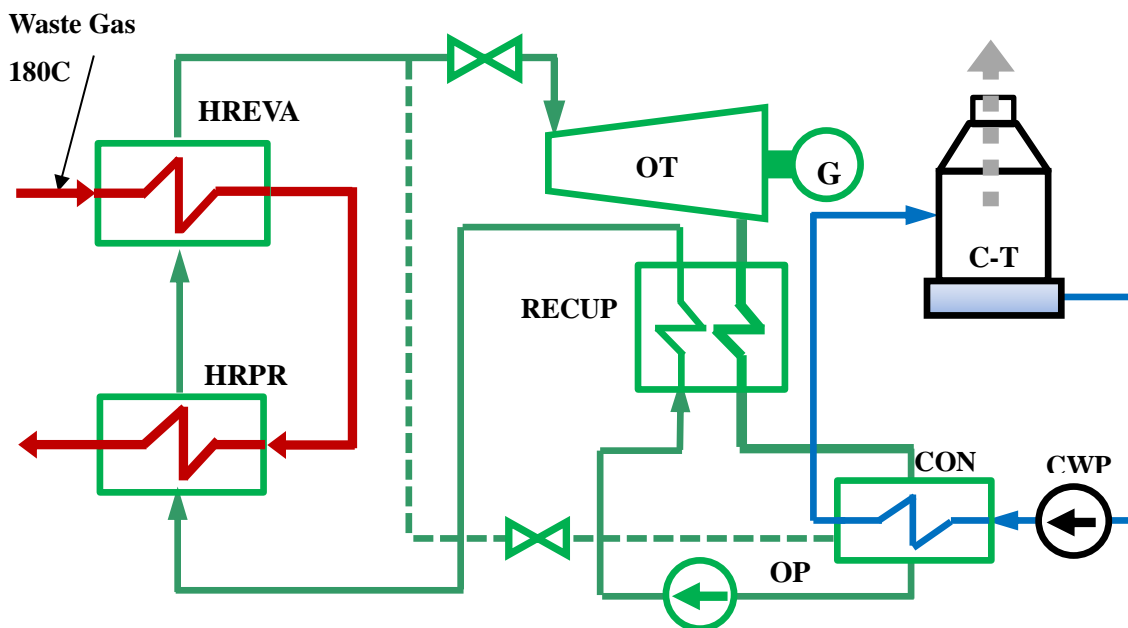 Waste Gas
180C
HREVA
OT
G
C-T
RECUP
HRPR
CON
CWP
OP